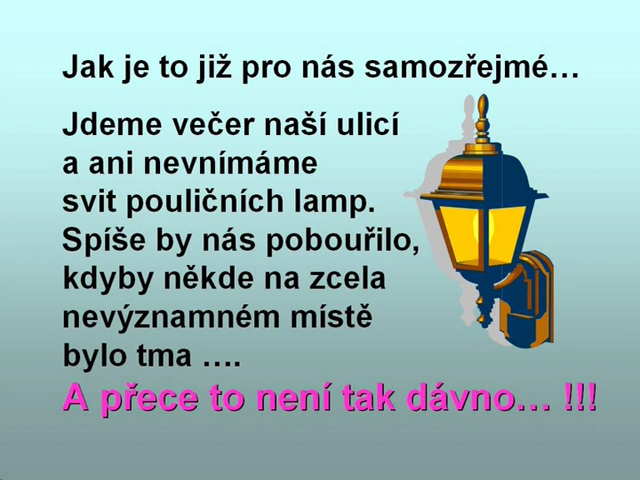 Jak je to již pro nás samozřejmé…
Jdeme večer naší ulicí
a ani nevnímáme
svit pouličních lamp.
Spíše by nás pobouřilo,
kdyby někde na zcela
nevýznamném místě
bylo tma ….
A přece to není tak dávno… !!!